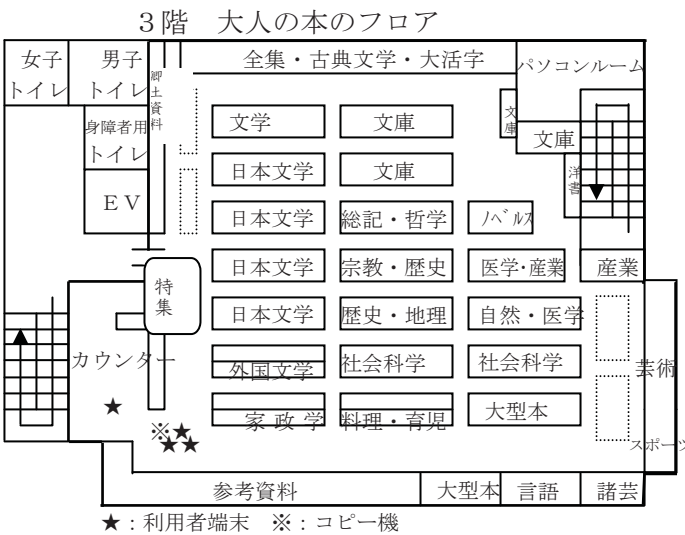 ３階　大人の本のフロア
女子
トイレ
男子
トイレ
郷土資料
全集・古典文学・大活字
パソコンルーム
身障者用
トイレ
文学
文庫
文庫
文庫
日本文学
文庫
洋書
ＥＶ
日本文学
総記・哲学
ノベルズ
日本文学
宗教・歴史
医学・産業
産業
特集
日本文学
歴史・地理
自然・医学
カウンター
外国文学
社会科学
社会科学
芸術
★
家政学
料理・育児
大型本
※★
★★
スポーツ
参考資料
大型本
言語
諸芸
★：利用者端末　※：コピー機